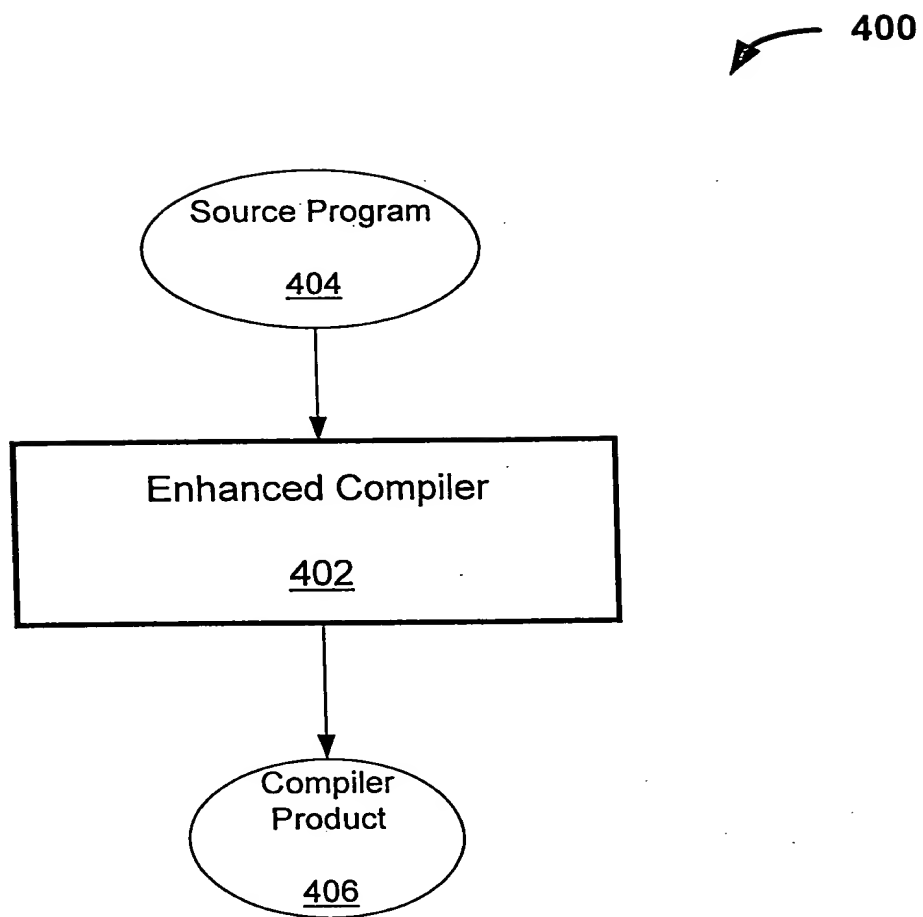 400
Source Program
404
Enhanced Compiler
402
Compiler
Product
406